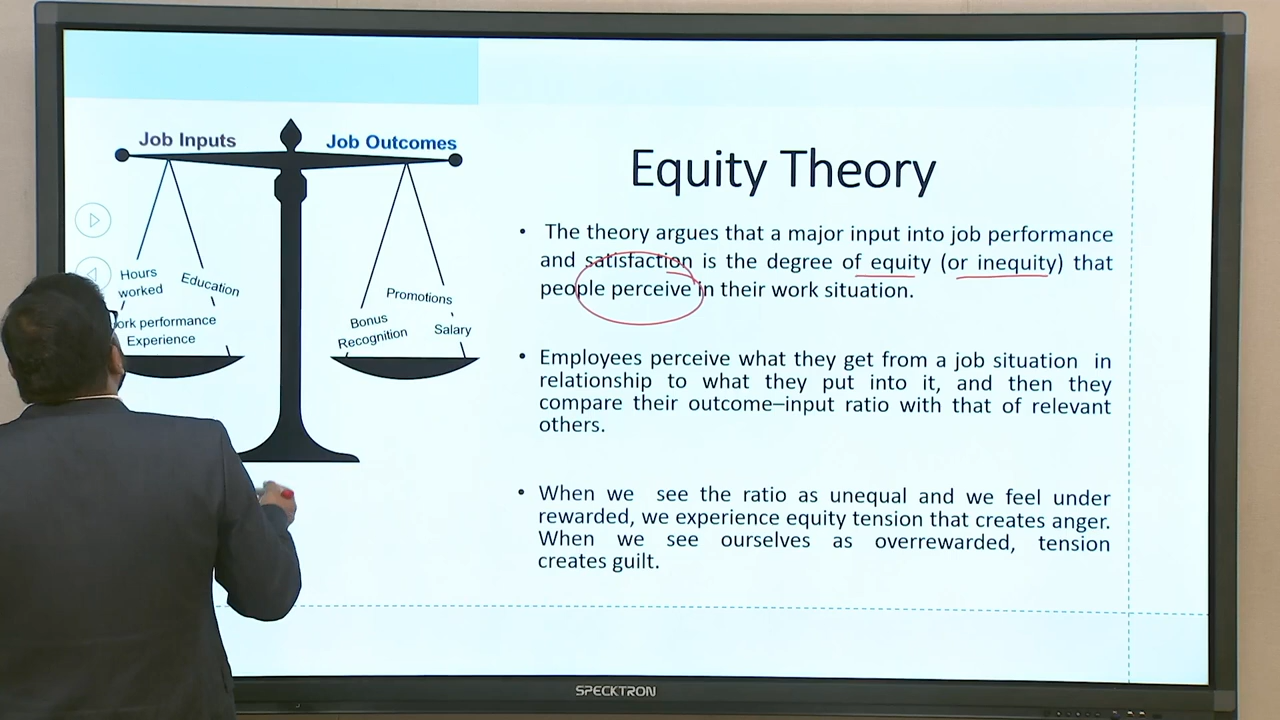 Job Inputs
Job Outcomes
Hours
worked
Education
performance
Experience
Promotions
Bonus
Recognition
Salary
Equity Theory
• The theory argues that a major input into job performance
and satisfaction is the degree of equity (or inequity) that
people perceive in their work situation.
• Employees perceive what they get from a job situation in
relationship to what they put into it, and then they
compare their outcome–input ratio with that of relevant
others.
• When we see the ratio as unequal and we feel under
rewarded, we experience equity tension that creates anger.
When we see ourselves as overrewarded, tension
creates guilt.
SPECKTRON